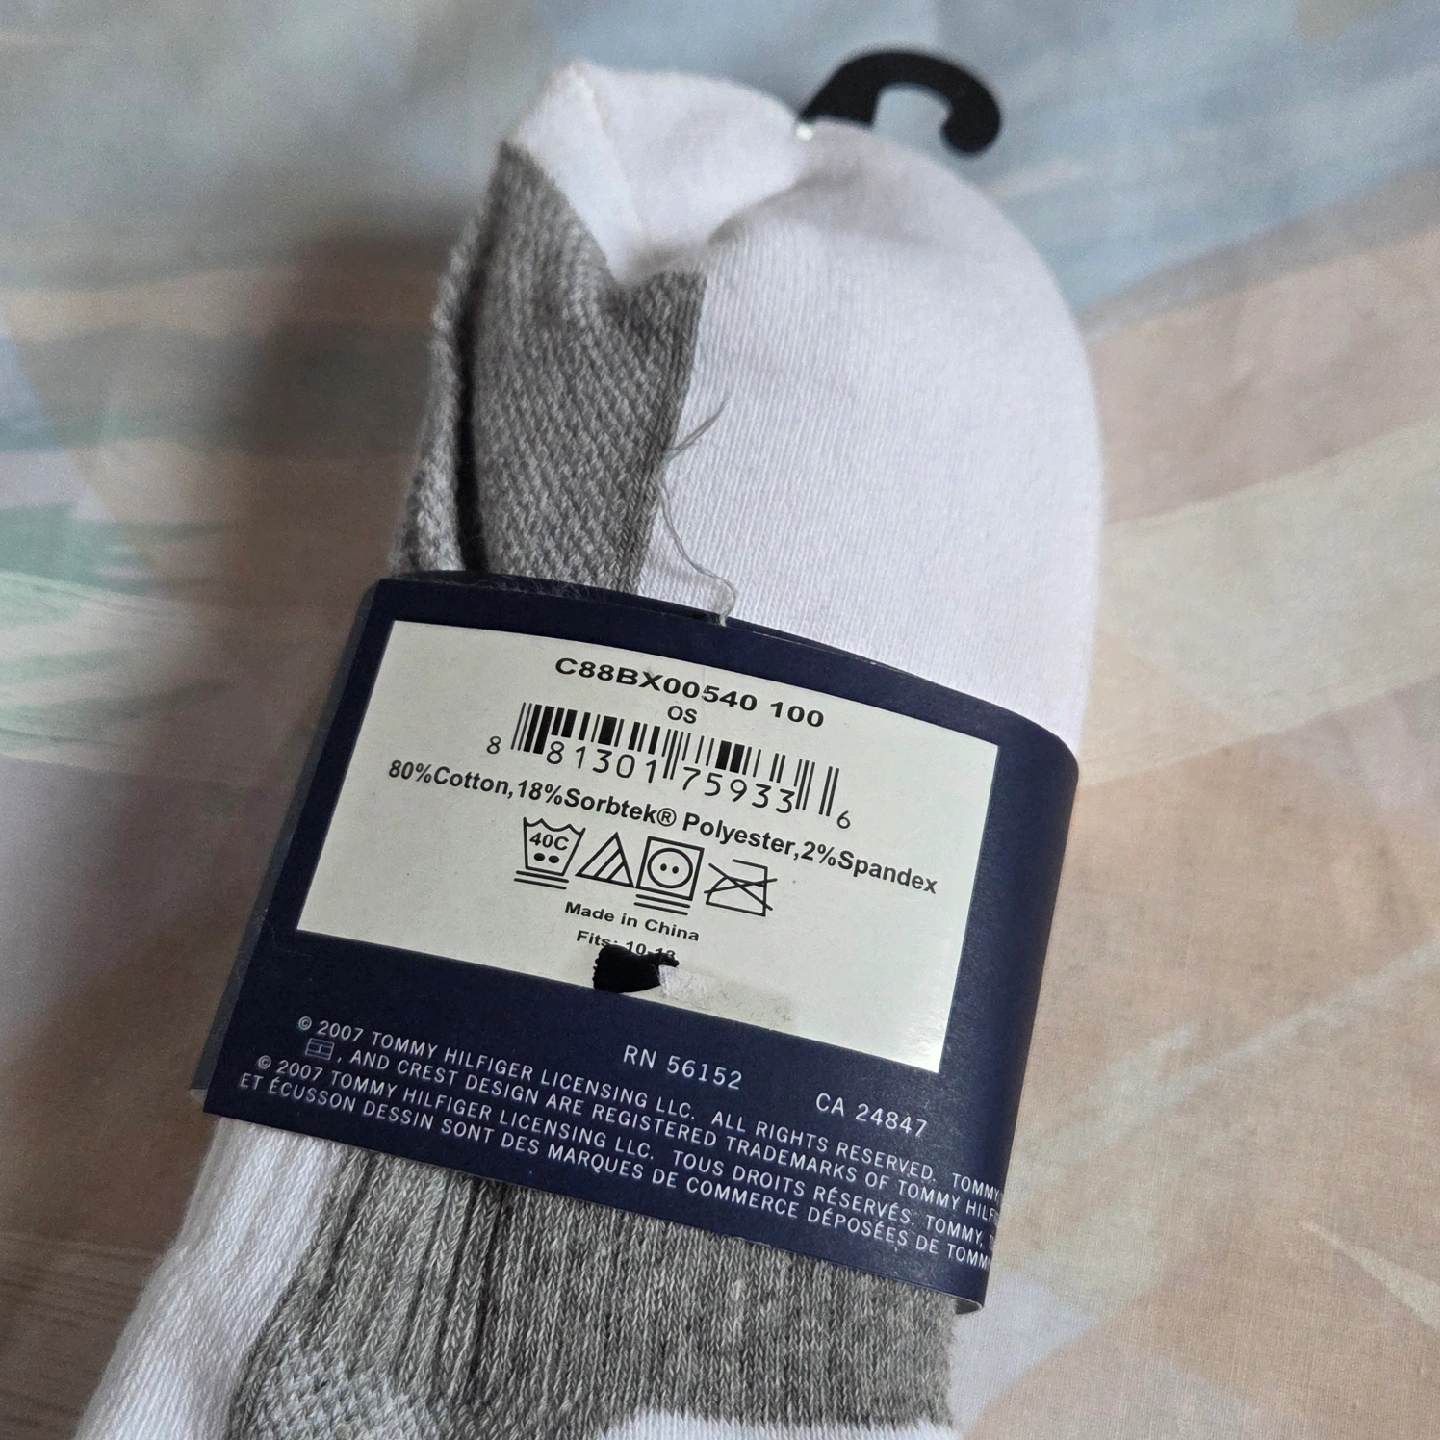 C88BX00540 100
OS
8 81301 75933 6
80%Cotton,18%Sorbtek® Polyester,2%Spandex
40C
Made in China
Fits: 10-13
RN 56152 CA 24847
© 2007 TOMMY HILFIGER LICENSING LLC. ALL RIGHTS RESERVED. TOMMY
, AND CREST DESIGN ARE REGISTERED TRADEMARKS OF TOMMY HILF
© 2007 TOMMY HILFIGER LICENSING LLC. TOUS DROITS RÉSERVÉS. TOMMY,
ET ÉCUSSON DESSIN SONT DES MARQUES DE COMMERCE DÉPOSÉES DE TOMM